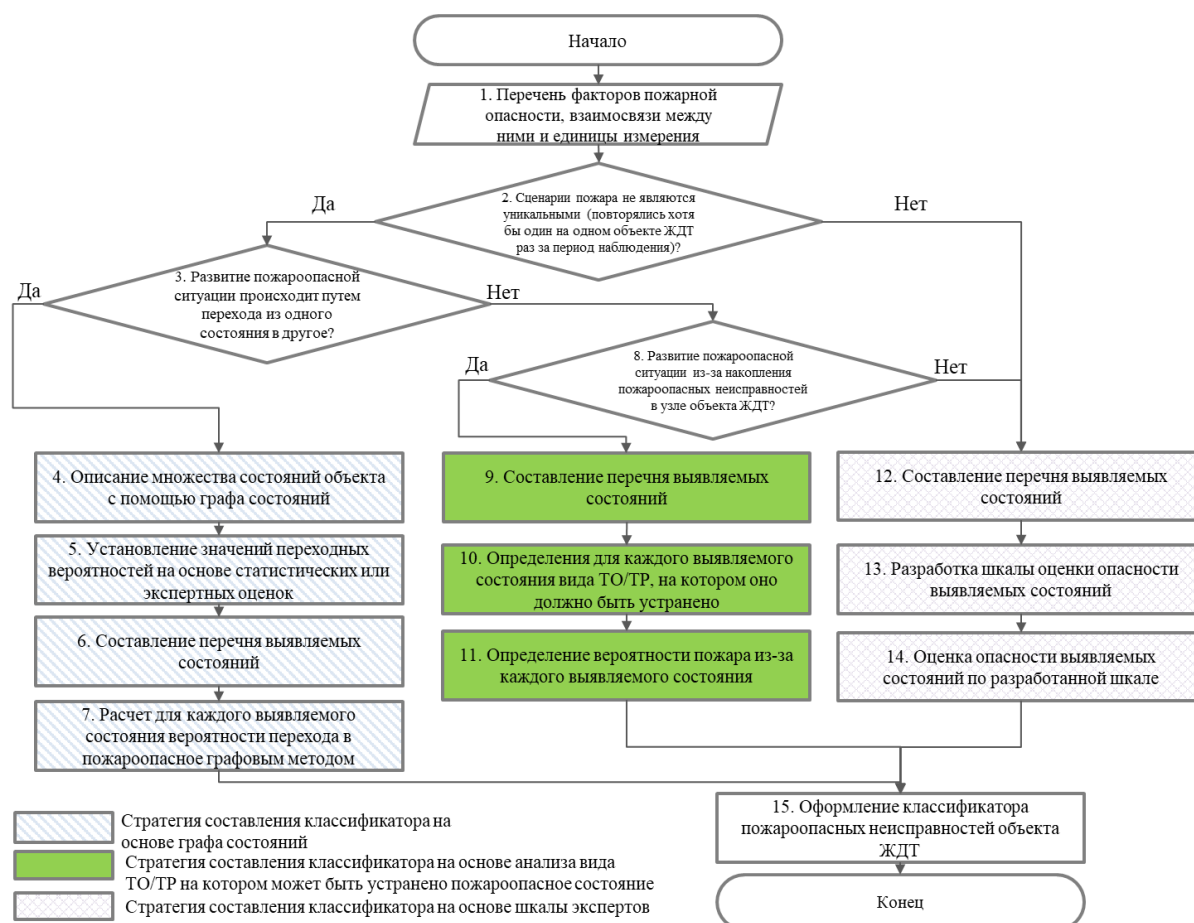 Начало
1. Перечень факторов пожарной
опасности, взаимосвязи между
ними и единицы измерения
2. Сценарии пожара не являются
уникальными (повторялись хотя
бы один на одном объекте ЖДТ
раз за период наблюдения)?
Да
Нет
3. Развитие пожароопасной
ситуации происходит путем
перехода из одного
состояния в другое?
Да
Нет
8. Развитие пожароопасной
ситуации из-за накопления
пожароопасных неисправностей
в узле объекта ЖДТ?
Да
Нет
4. Описание множества состояний объекта
с помощью графа состояний
5. Установление значений переходных
вероятностей на основе статистических или
экспертных оценок
6. Составление перечня выявляемых
состояний
7. Расчет для каждого выявляемого
состояния вероятности перехода в
пожароопасное графовым методом
9. Составление перечня выявляемых
состояний
10. Определения для каждого выявляемого
состояния вида ТО/ТР, на котором оно
должно быть устранено
11. Определение вероятности пожара из-за
каждого выявляемого состояния
12. Составление перечня выявляемых
состояний
13. Разработка шкалы оценки опасности
выявляемых состояний
14. Оценка опасности выявляемых
состояний по разработанной шкале
15. Оформление классификатора
пожароопасных неисправностей объекта
ЖДТ
Конец
Стратегия составления классификатора на
основе графа состояний
Стратегия составления классификатора на основе анализа вида
ТО/ТР на котором может быть устранено пожароопасное состояние
Стратегия составления классификатора на основе шкалы экспертов